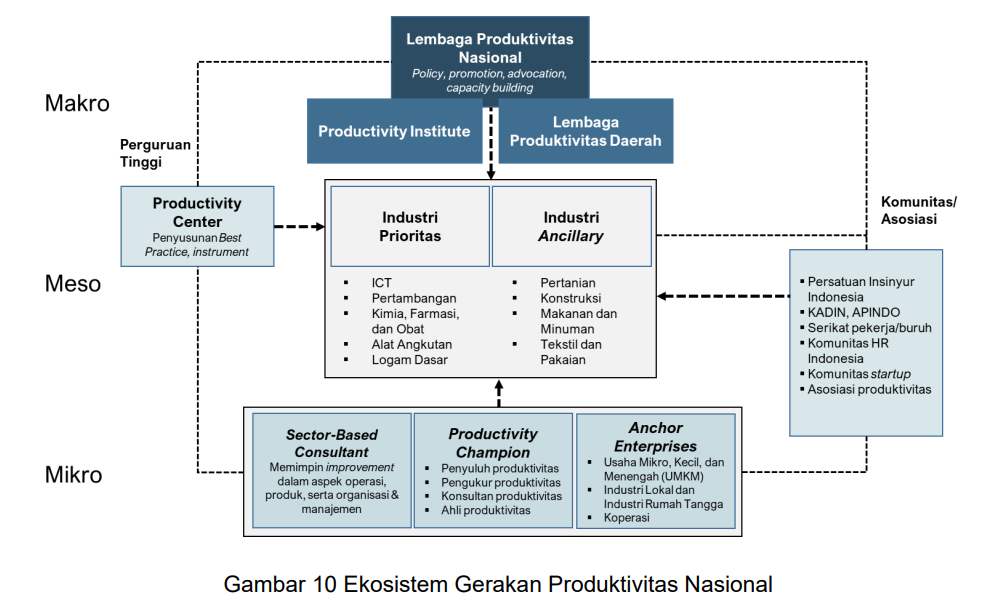 Lembaga Produktivitas
Nasional
Policy, promotion, advocation,
capacity building
Makro
Productivity Institute
Lembaga
Produktivitas Daerah
Perguruan
Tinggi
Productivity
Center
Penyusunan Best
Practice, instrument
Industri
Prioritas
Industri
Ancillary
Komunitas/
Asosiasi
Meso
▪ ICT
▪ Pertambangan
▪ Kimia, Farmasi,
dan Obat
▪ Alat Angkutan
▪ Logam Dasar
▪ Pertanian
▪ Konstruksi
▪ Makanan dan
Minuman
▪ Tekstil dan
Pakaian
▪ Persatuan Insinyur
Indonesia
▪ KADIN, APINDO
▪ Serikat pekerja/buruh
▪ Komunitas HR
Indonesia
▪ Komunitas startup
▪ Asosiasi produktivitas
Mikro
Sector-Based
Consultant
Memimpin improvement
dalam aspek operasi,
produk, serta organisasi &
manajemen
Productivity
Champion
▪ Penyuluh produktivitas
▪ Pengukur produktivitas
▪ Konsultan produktivitas
▪ Ahli produktivitas
Anchor
Enterprises
▪ Usaha Mikro, Kecil, dan
Menengah (UMKM)
▪ Industri Lokal dan
Industri Rumah Tangga
▪ Koperasi
Gambar 10 Ekosistem Gerakan Produktivitas Nasional